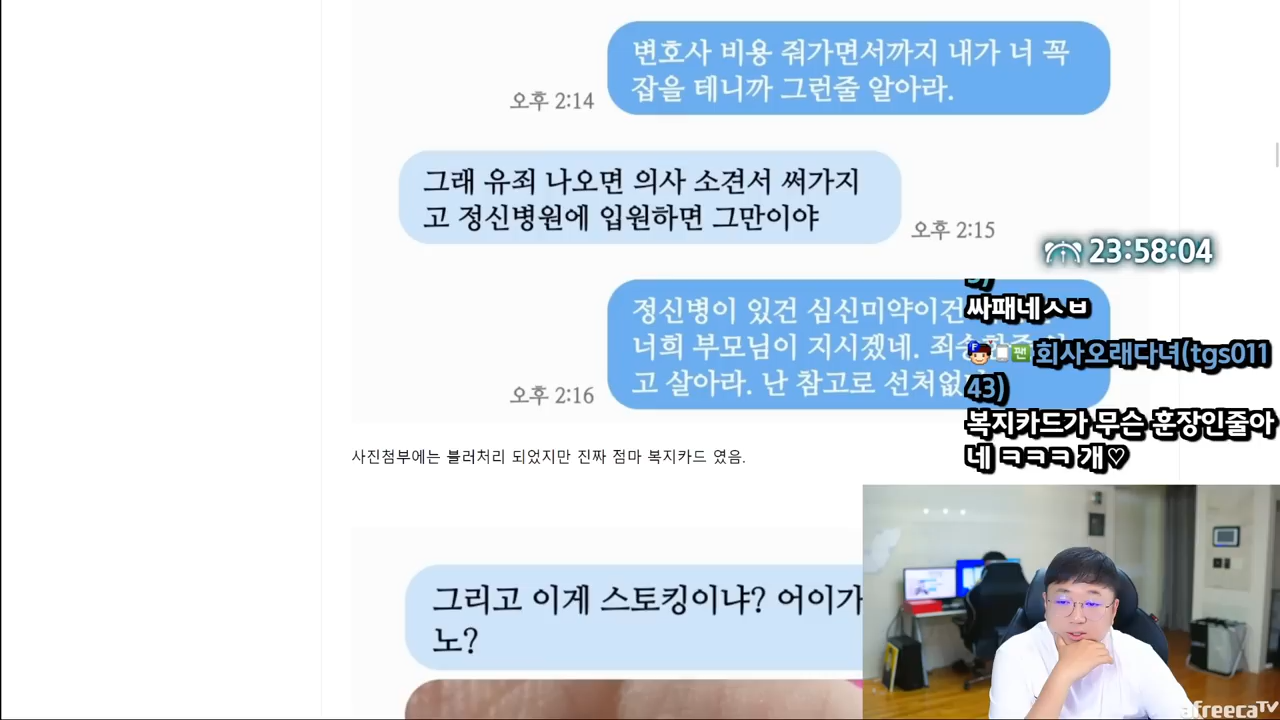 변호사 비용 줘가면서까지 내가 너 꼭
잡을 테니까 그런줄 알아라.
오후 2:14
그래 유죄 나오면 의사 소견서 써가지
고 정신병원에 입원하면 그만이야
오후 2:15
23:58:04
싸패네ㅅㅂ
정신병이 있건 심신미약이건
너희 부모님이 지시겠네.
고 살아라. 난 참고로
오후 2:16
F 팬 회사오래다녀(tgs011
43)
복지카드가 무슨 훈장인줄아
네 ㅋㅋㅋ 개♡
사진첨부에는 블러처리 되었지만 진짜 점마 복지카드 였음.
그리고 이게 스토킹이냐? 어이가
노?
afreecaTV